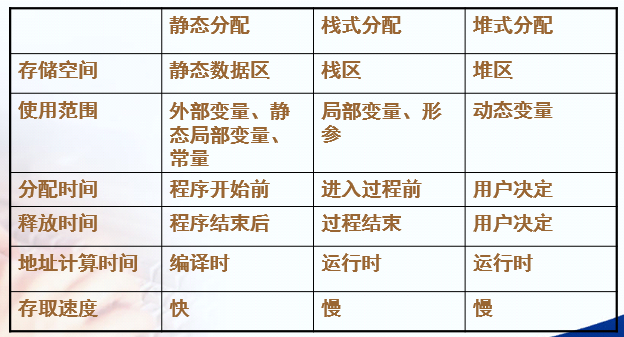 静态分配 栈式分配 堆式分配
存储空间 静态数据区 栈区 堆区
使用范围 外部变量、静 局部变量、形 动态变量
态局部变量、 参
常量
分配时间 程序开始前 进入过程前 用户决定
释放时间 程序结束后 过程结束 用户决定
地址计算时间 编译时 运行时 运行时
存取速度 快 慢 慢